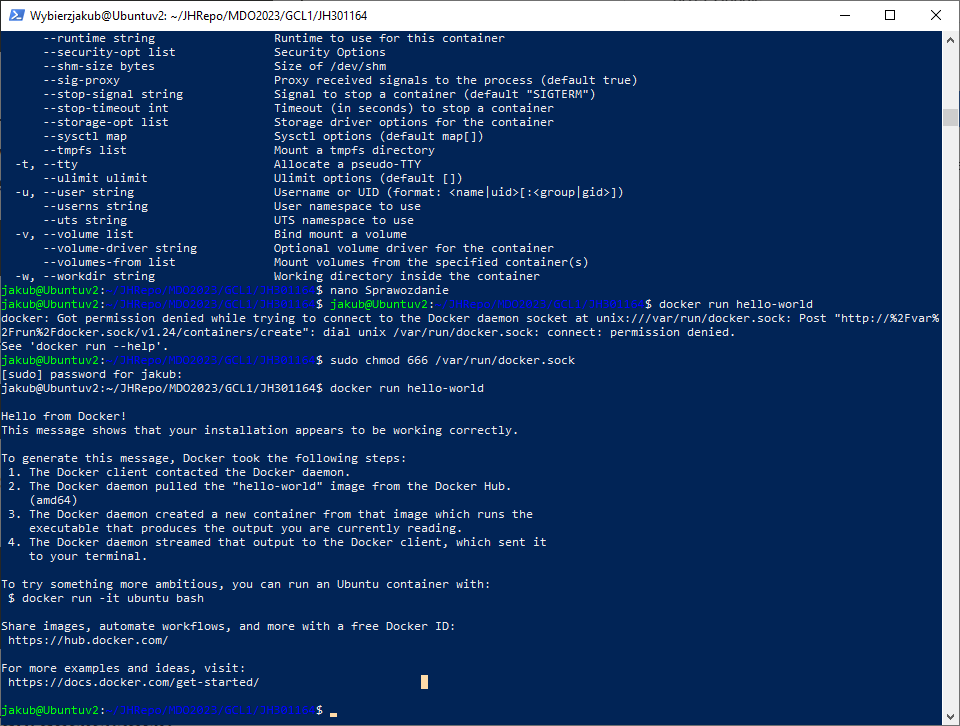 Wybierzjakub@Ubuntuv2: ~/JHRepo/MDO2023/GCL1/JH301164
--runtime string Runtime to use for this container
--security-opt list Security Options
--shm-size bytes Size of /dev/shm
--sig-proxy Proxy received signals to the process (default true)
--stop-signal string Signal to stop a container (default "SIGTERM")
--stop-timeout int Timeout (in seconds) to stop a container
--storage-opt list Storage driver options for the container
--sysctl map Sysctl options (default map[])
--tmpfs list Mount a tmpfs directory
-t, --tty Allocate a pseudo-TTY
--ulimit ulimit Ulimit options (default [])
-u, --user string Username or UID (format: <name|uid>[:<group|gid>])
--userns string User namespace to use
--uts string UTS namespace to use
-v, --volume list Bind mount a volume
--volume-driver string Optional volume driver for the container
--volumes-from list Mount volumes from the specified container(s)
-w, --workdir string Working directory inside the container
jakub@Ubuntuv2:~/JHRepo/MDO2023/GCL1/JH301164$ nano Sprawozdanie
jakub@Ubuntuv2:~/JHRepo/MDO2023/GCL1/JH301164$ jakub@Ubuntuv2:~/JHRepo/MDO2023/GCL1/JH301164$ docker run hello-world
docker: Got permission denied while trying to connect to the Docker daemon socket at unix:///var/run/docker.sock: Post "http://%2Fvar%
2Frun%2Fdocker.sock/v1.24/containers/create": dial unix /var/run/docker.sock: connect: permission denied.
See 'docker run --help'.
jakub@Ubuntuv2:~/JHRepo/MDO2023/GCL1/JH301164$ sudo chmod 666 /var/run/docker.sock
[sudo] password for jakub:
jakub@Ubuntuv2:~/JHRepo/MDO2023/GCL1/JH301164$ docker run hello-world
Hello from Docker!
This message shows that your installation appears to be working correctly.
To generate this message, Docker took the following steps:
1. The Docker client contacted the Docker daemon.
2. The Docker daemon pulled the "hello-world" image from the Docker Hub.
(amd64)
3. The Docker daemon created a new container from that image which runs the
executable that produces the output you are currently reading.
4. The Docker daemon streamed that output to the Docker client, which sent it
to your terminal.
To try something more ambitious, you can run an Ubuntu container with:
$ docker run -it ubuntu bash
Share images, automate workflows, and more with a free Docker ID:
https://hub.docker.com/
For more examples and ideas, visit:
https://docs.docker.com/get-started/
jakub@Ubuntuv2:~/JHRepo/MDO2023/GCL1/JH301164$